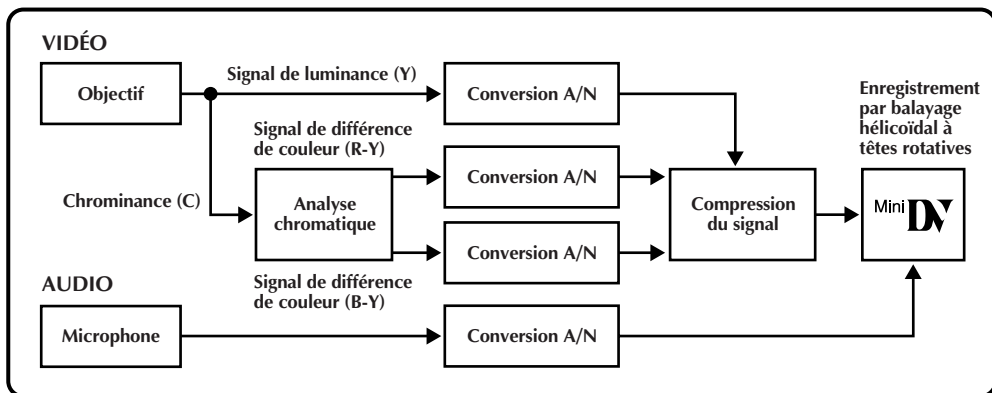 VIDÉO
Objectif
Signal de luminance (Y)
Conversion A/N
Enregistrement
par balayage
hélicoïdal à
têtes rotatives
Signal de différence
de couleur (R-Y)
Conversion A/N
Chrominance (C)
Analyse
chromatique
Compression
du signal
Mini DV
Conversion A/N
Signal de différence
de couleur (B-Y)
AUDIO
Microphone
Conversion A/N